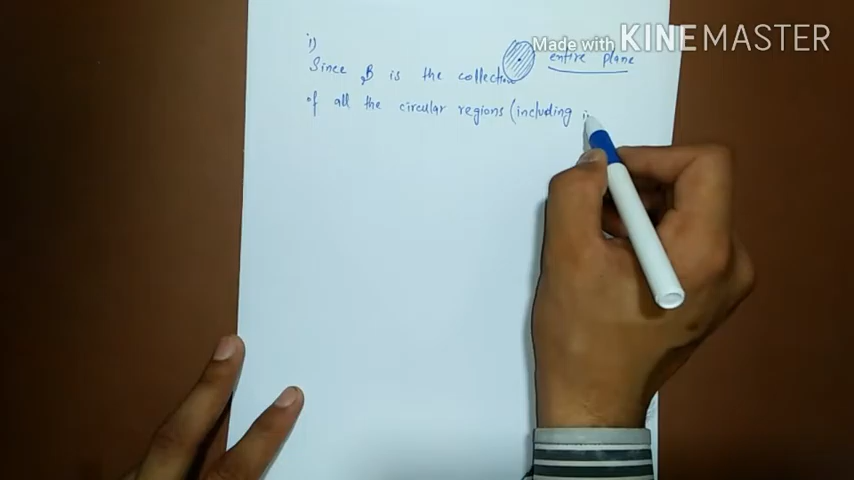 i)
Made with KINEMASTER
entire plane
Since B is the collection
of all the circular regions (including i